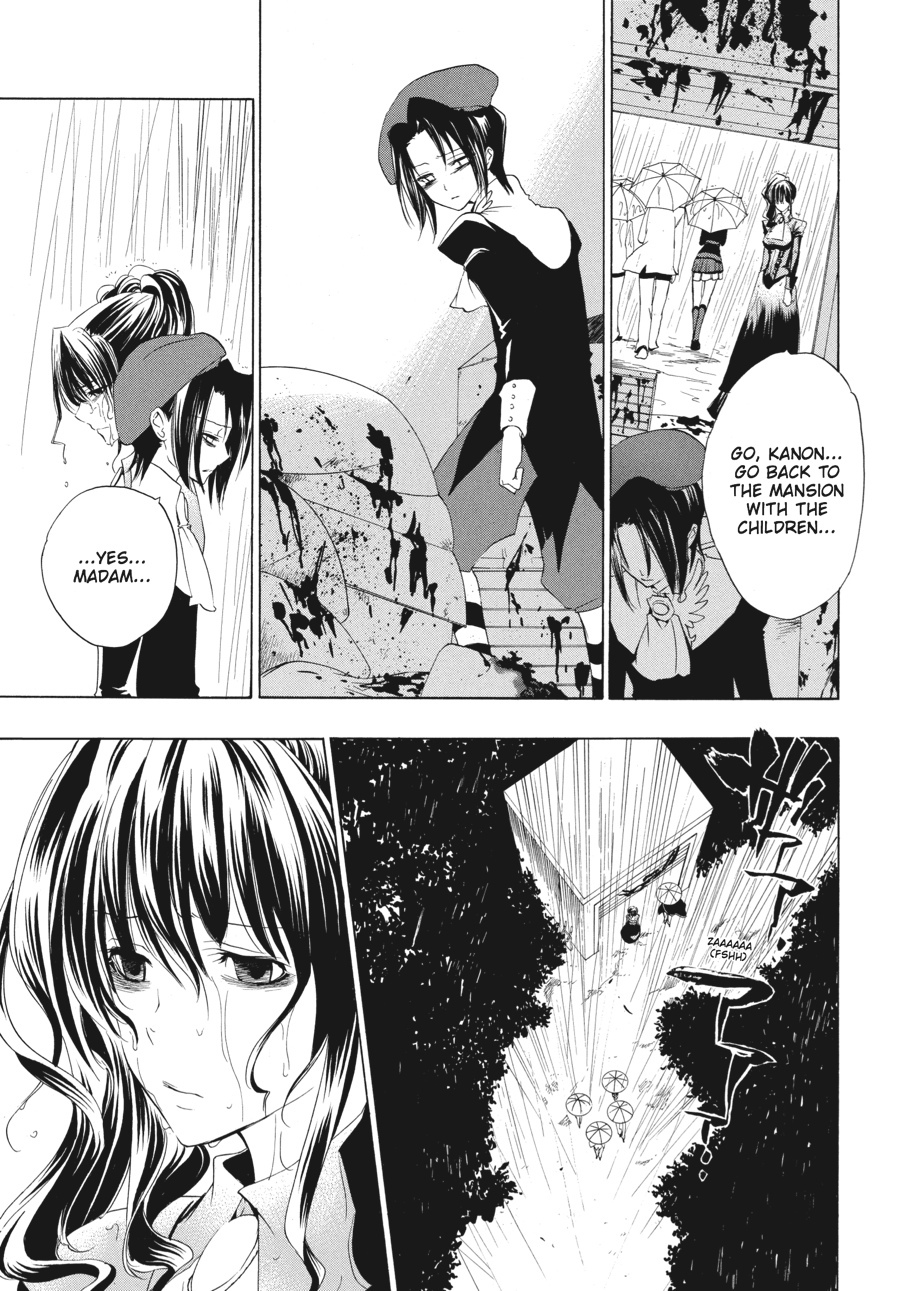 GO, KANON...
GO BACK TO
THE MANSION
WITH THE
CHILDREN...
...YES...
MADAM...
ZAAAAAA
(FSHH)